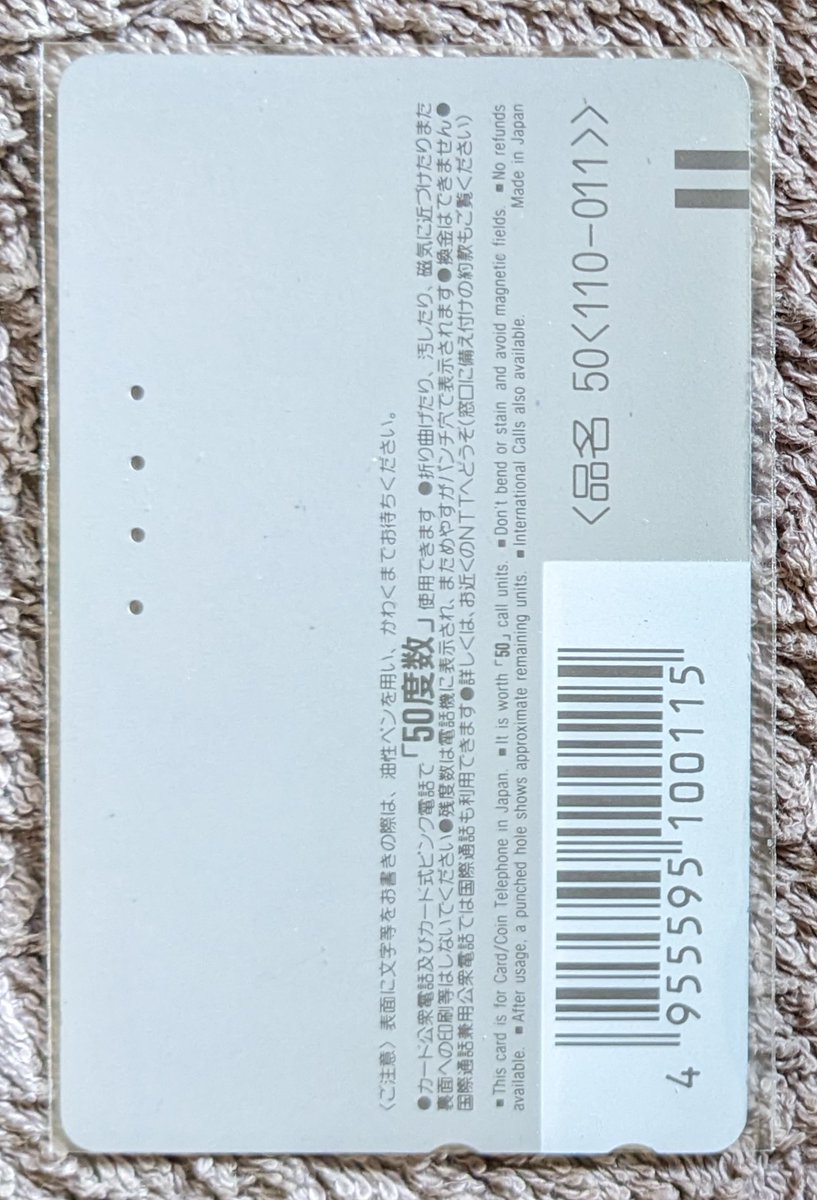 〈ご注意〉表面に文字等をお書きの際は、油性ペンを用い、かわくまでお待ちください。
●カード公衆電話及びカード式ピンク電話で「50度数」使用できます ●折り曲げたり、汚したり、磁気に近づけたりまた
裏面への印刷等はしないでください●残度数は電話機に表示され、まためやすがパンチ穴で表示されます●換金はできません●
国際通話兼用公衆電話では国際通話も利用できます●詳しくは、お近くのNTTへどうぞ(窓口に備え付けの約款もご覧ください)
■This card is for Card/Coin Telephone in Japan. ■It is worth「50」call units. ■Don't bend or stain and avoid magnetic fields. ■No refunds
available. ■After usage, a punched hole shows approximate remaining units. ■International Calls also available. Made in Japan
<品名 50<110-011>>
4 955595 100115